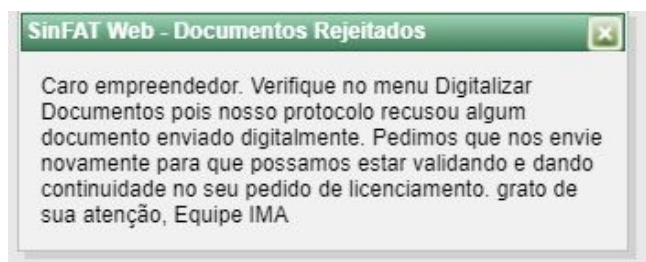 SinFAT Web - Documentos Rejeitados
Caro empreendedor. Verifique no menu Digitalizar
Documentos pois nosso protocolo recusou algum
documento enviado digitalmente. Pedimos que nos envie
novamente para que possamos estar validando e dando
continuidade no seu pedido de licenciamento. grato de
sua atenção, Equipe IMA